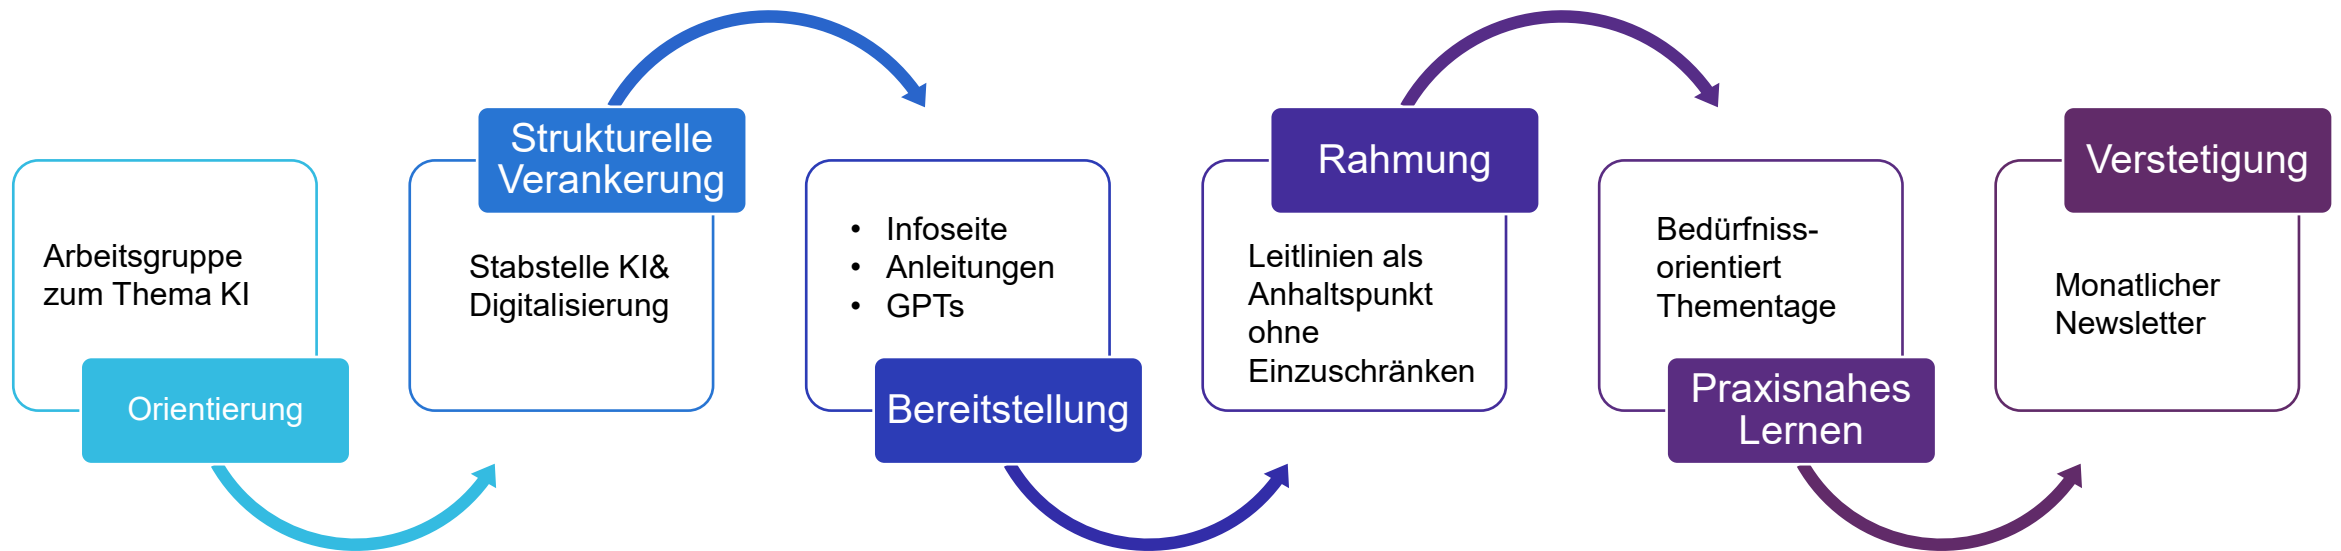 Arbeitsgruppe
zum Thema KI
Orientierung
Strukturelle
Verankerung
Stabstelle KI&
Digitalisierung
• Infoseite
• Anleitungen
• GPTs
Bereitstellung
Rahmung
Leitlinien als
Anhaltspunkt
ohne
Einzuschränken
Bedürfniss-
orientiert
Thementage
Praxisnahes
Lernen
Verstetigung
Monatlicher
Newsletter